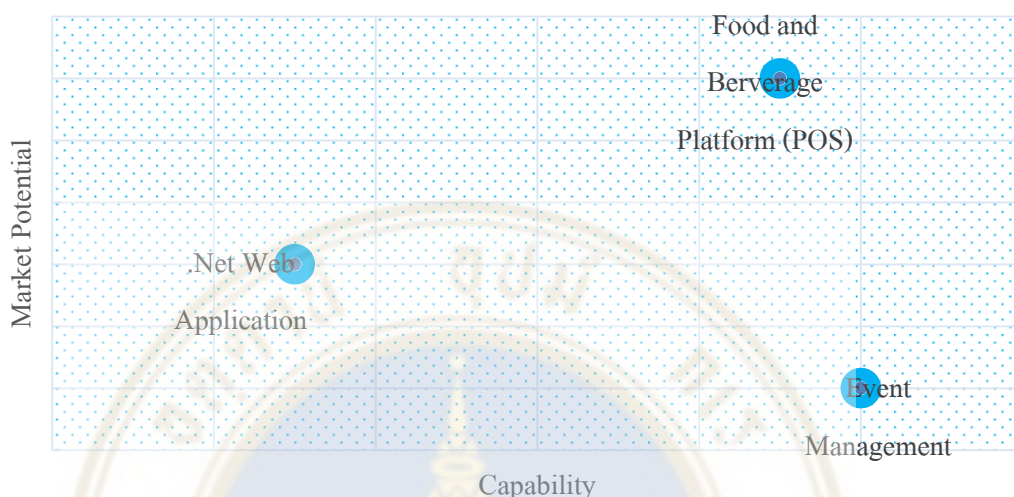 Food and
Berverage
Platform (POS)
.Net Web
Application
Event
Management
Market Potential
Capability